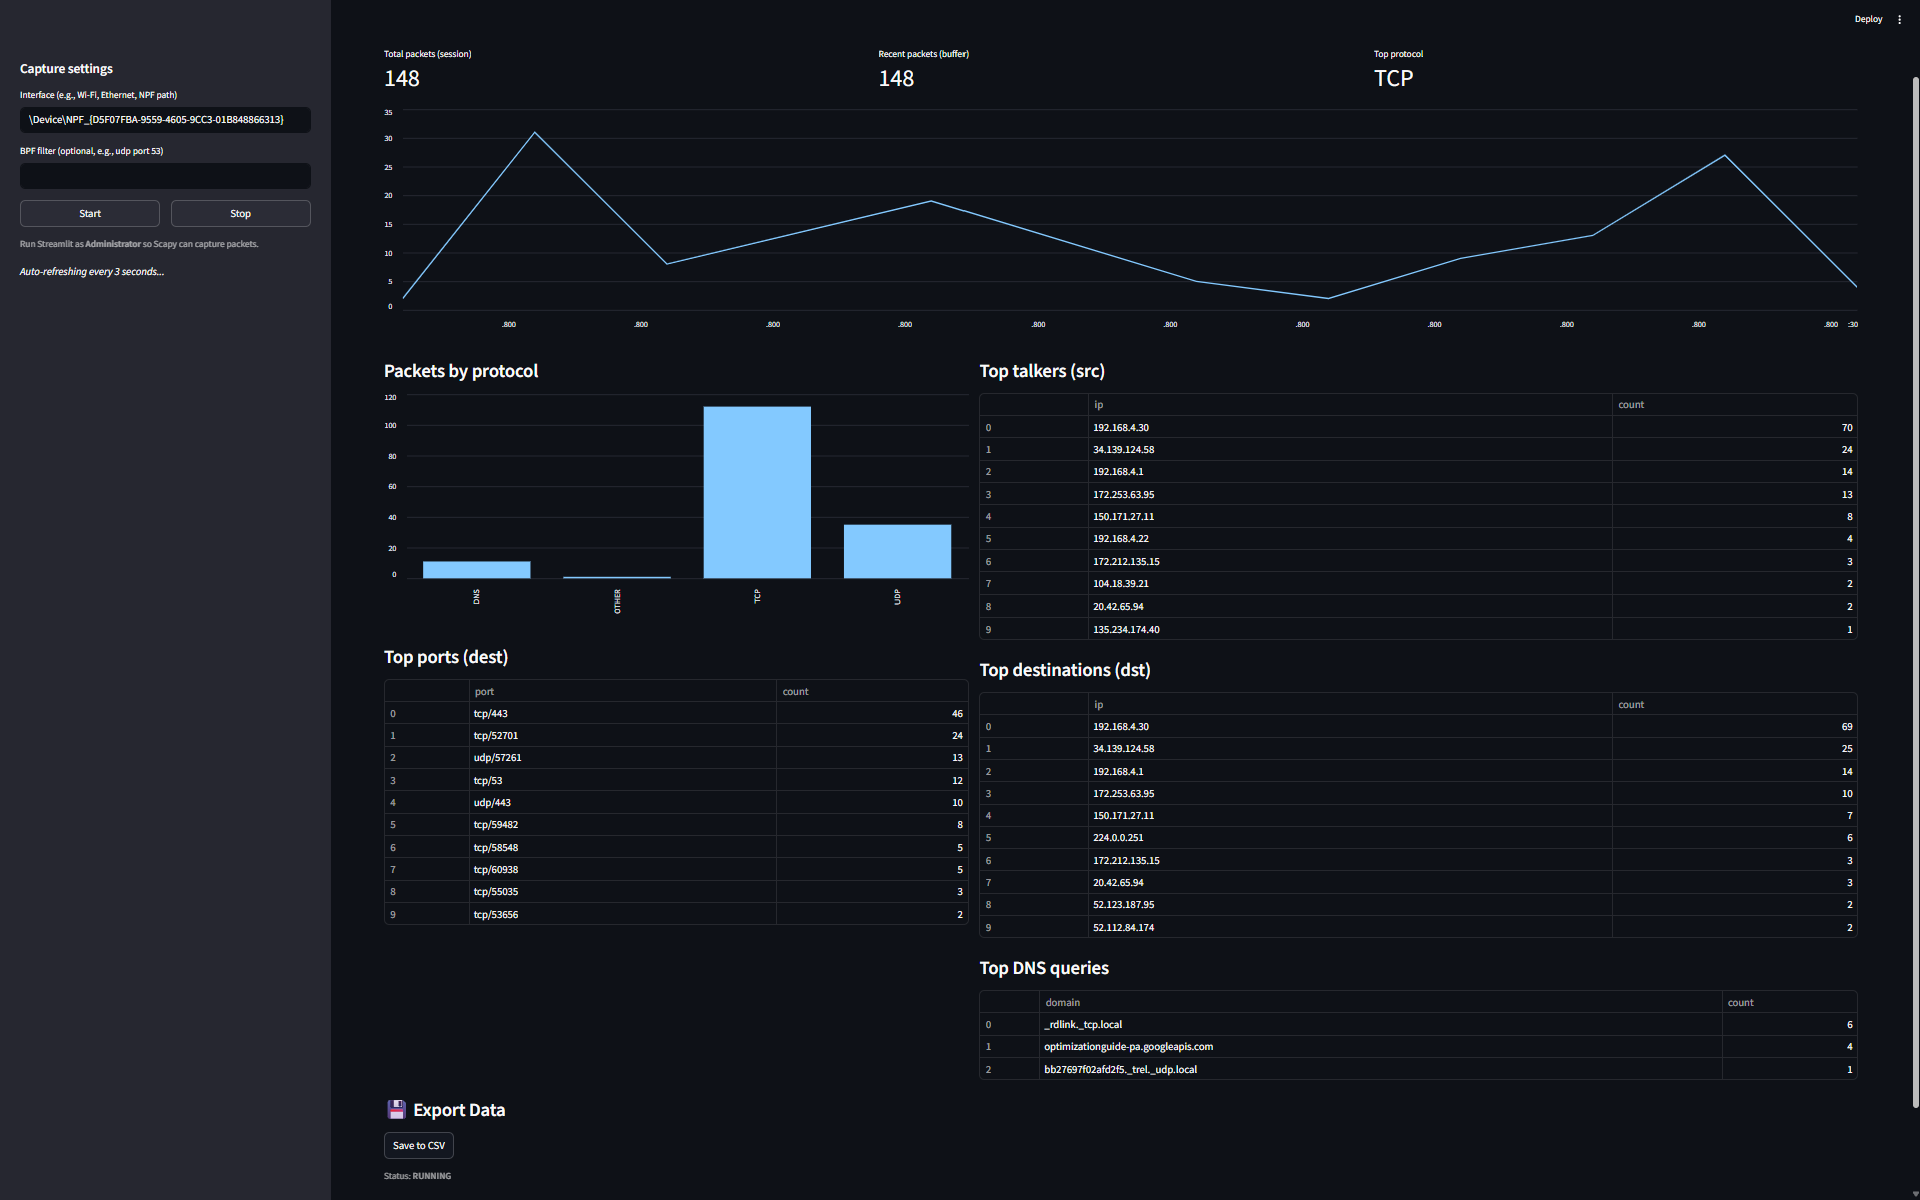 Deploy
Capture settings
Interface (e.g., Wi-Fi, Ethernet, NPF path)
\Device\NPF_{D5F07FBA-9559-4605-9CC3-01B848866313}
BPF filter (optional, e.g., udp port 53)
Start Stop
Run Streamlit as Administrator so Scapy can capture packets.
Auto-refreshing every 3 seconds...
Total packets (session)
148
Recent packets (buffer)
148
Top protocol
TCP
35
30
25
20
15
10
5
0
.800 .800 .800 .800 .800 .800 .800 .800 .800 .800 .800 :30
Packets by protocol
120
100
80
60
40
20
0
DNS OTHER TCP UDP
Top ports (dest)
port count
0 tcp/443 46
1 tcp/52701 24
2 udp/57261 13
3 tcp/53 12
4 udp/443 10
5 tcp/59482 8
6 tcp/58548 5
7 tcp/60938 5
8 tcp/55035 3
9 tcp/53656 2
Top talkers (src)
ip count
0 192.168.4.30 70
1 34.139.124.58 24
2 192.168.4.1 14
3 172.253.63.95 13
4 150.171.27.11 8
5 192.168.4.22 4
6 172.212.135.15 3
7 104.18.39.21 2
8 20.42.65.94 2
9 135.234.174.40 1
Top destinations (dst)
ip count
0 192.168.4.30 69
1 34.139.124.58 25
2 192.168.4.1 14
3 172.253.63.95 10
4 150.171.27.11 7
5 224.0.0.251 6
6 172.212.135.15 3
7 20.42.65.94 3
8 52.123.187.95 2
9 52.112.84.174 2
Top DNS queries
domain count
0 _rdlink._tcp.local 6
1 optimizationguide-pa.googleapis.com 4
2 bb27697f02afd2f5._trel._udp.local 1
Export Data
Save to CSV
Status: RUNNING